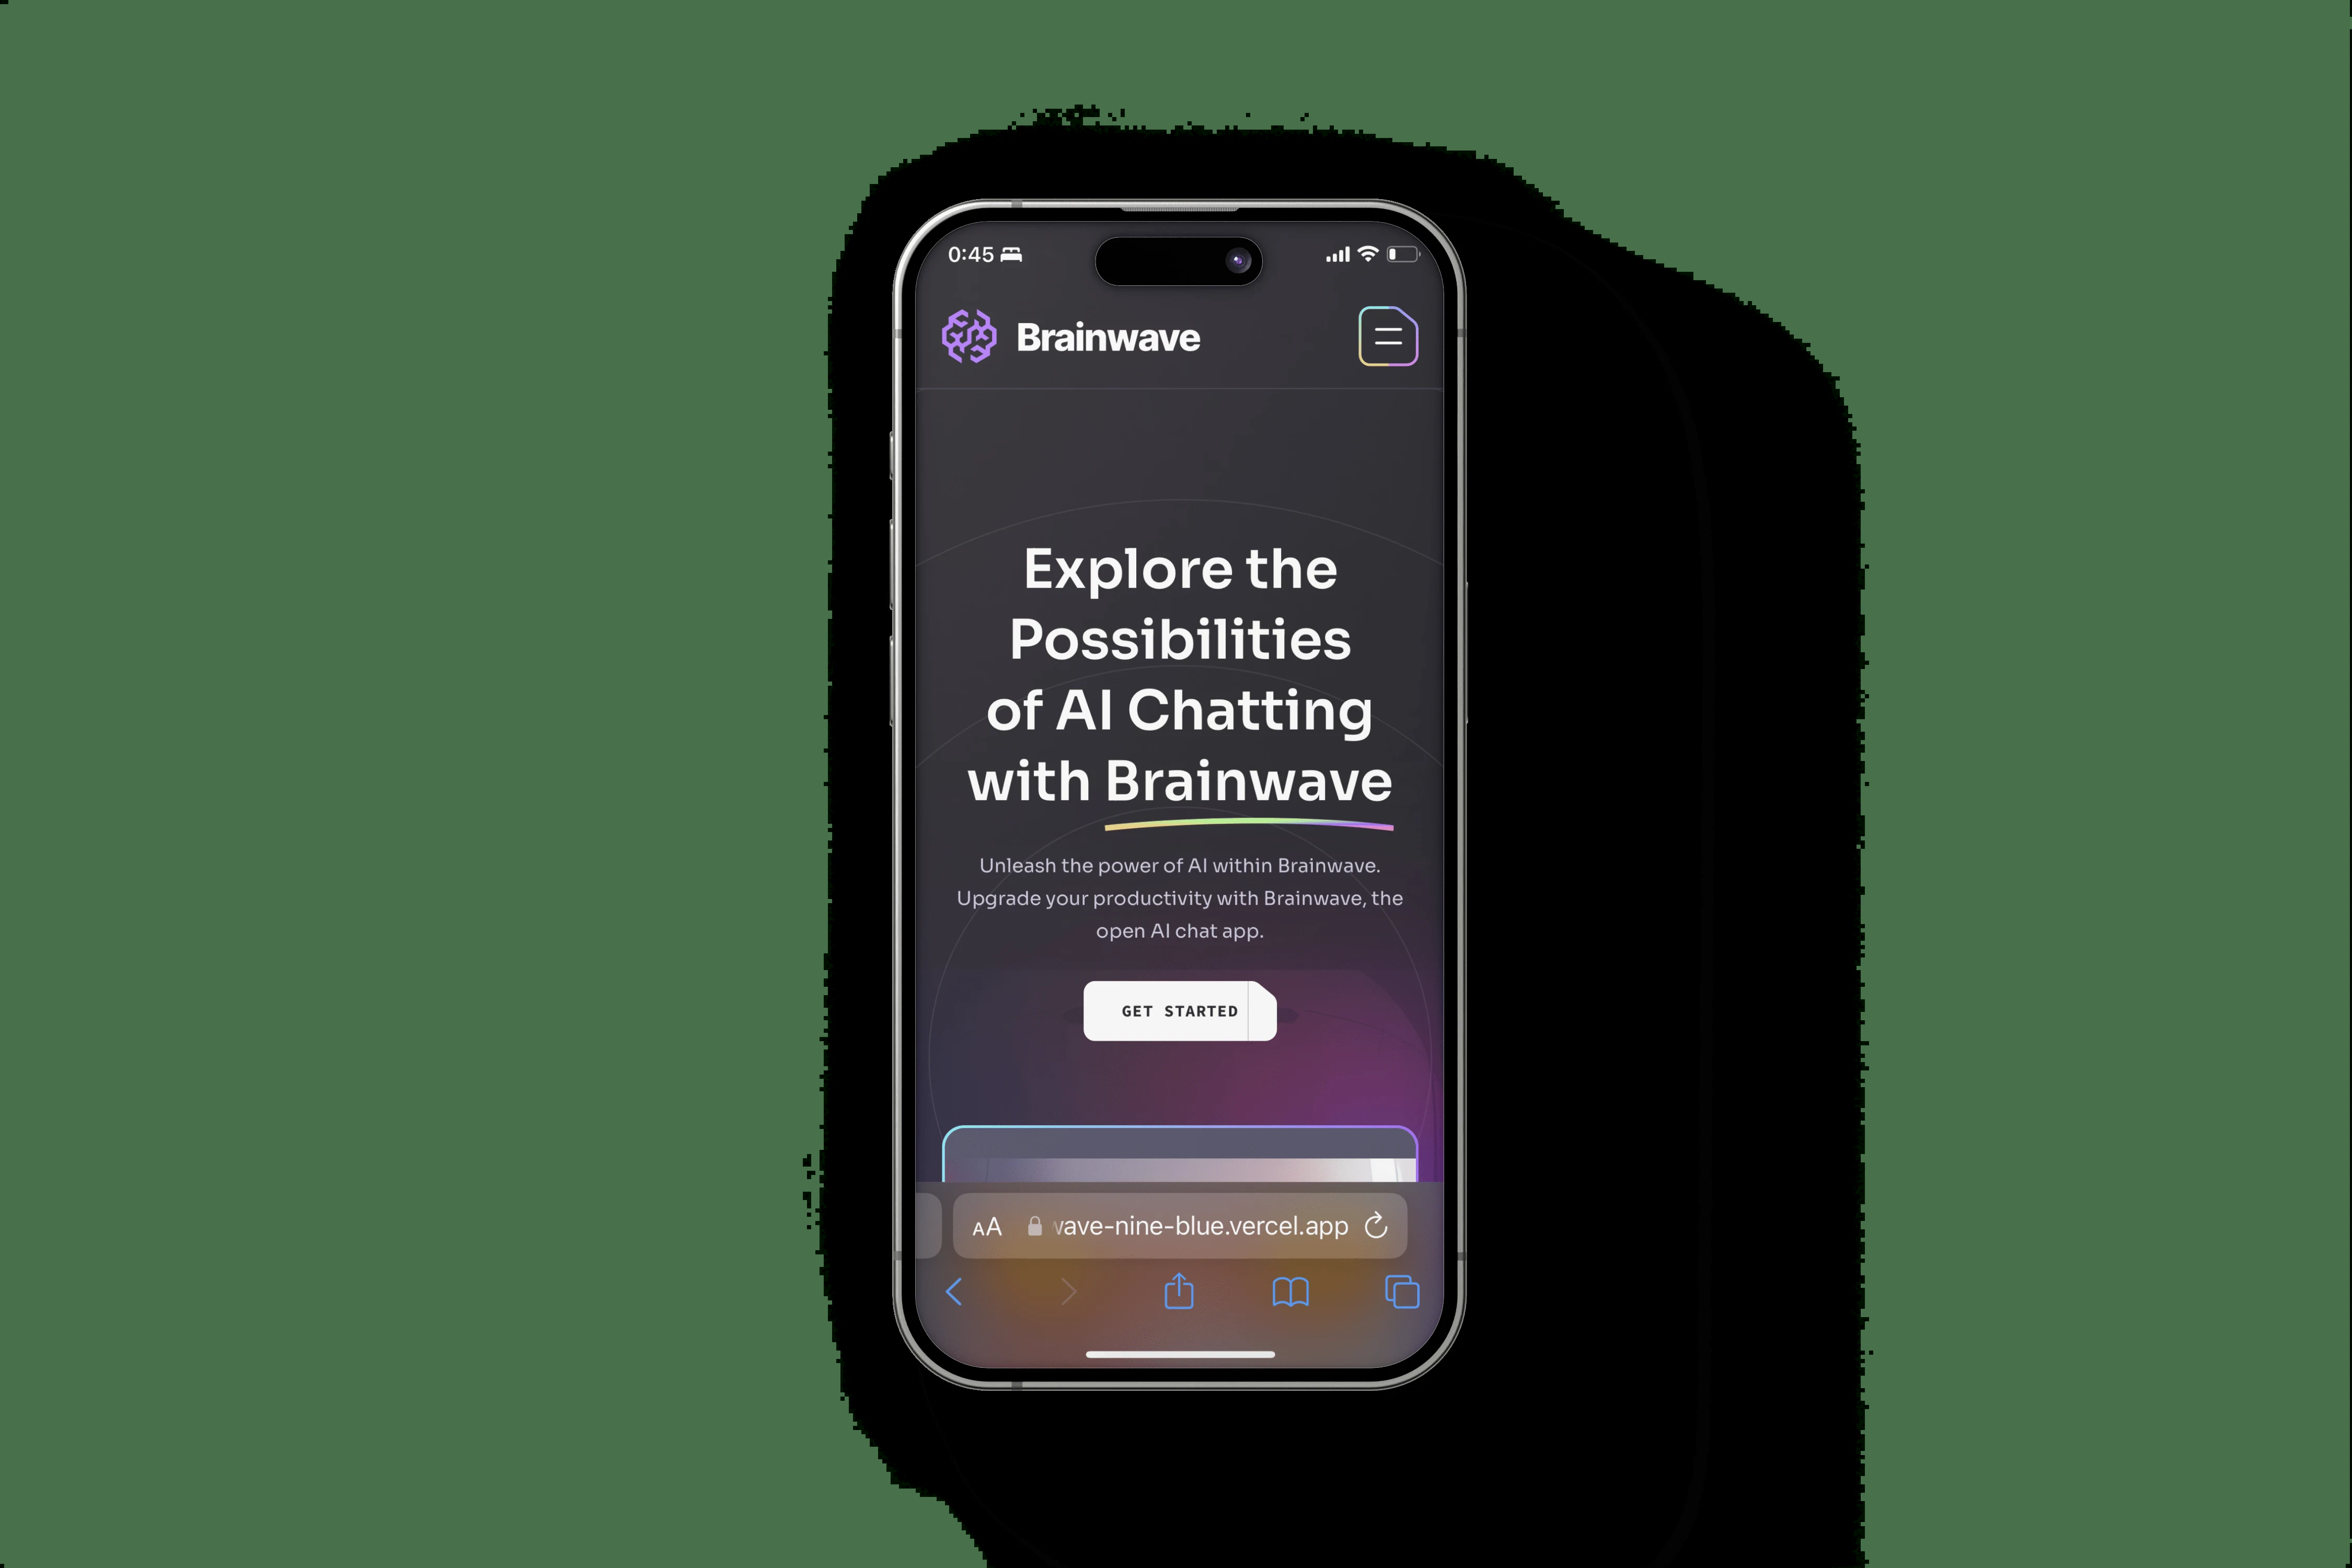 0:45
Brainwave
Explore the
Possibilities
of AI Chatting
with Brainwave
Unleash the power of AI within Brainwave.
Upgrade your productivity with Brainwave, the
open AI chat app.
GET STARTED
AA ave-nine-blue.vercel.app